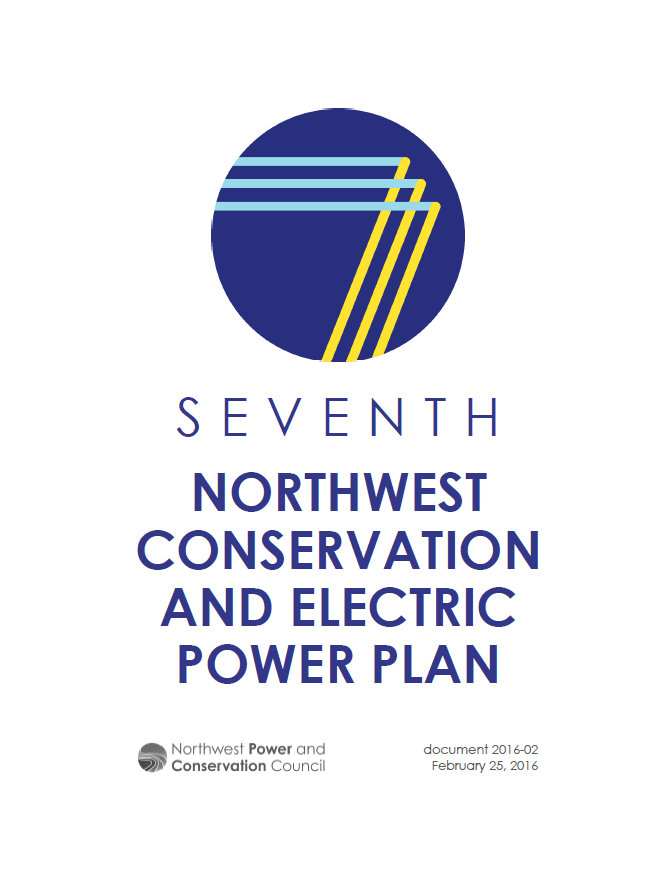 SEVENTH
NORTHWEST
CONSERVATION
AND ELECTRIC
POWER PLAN
Northwest Power and
Conservation Council
document 2016-02
February 25, 2016